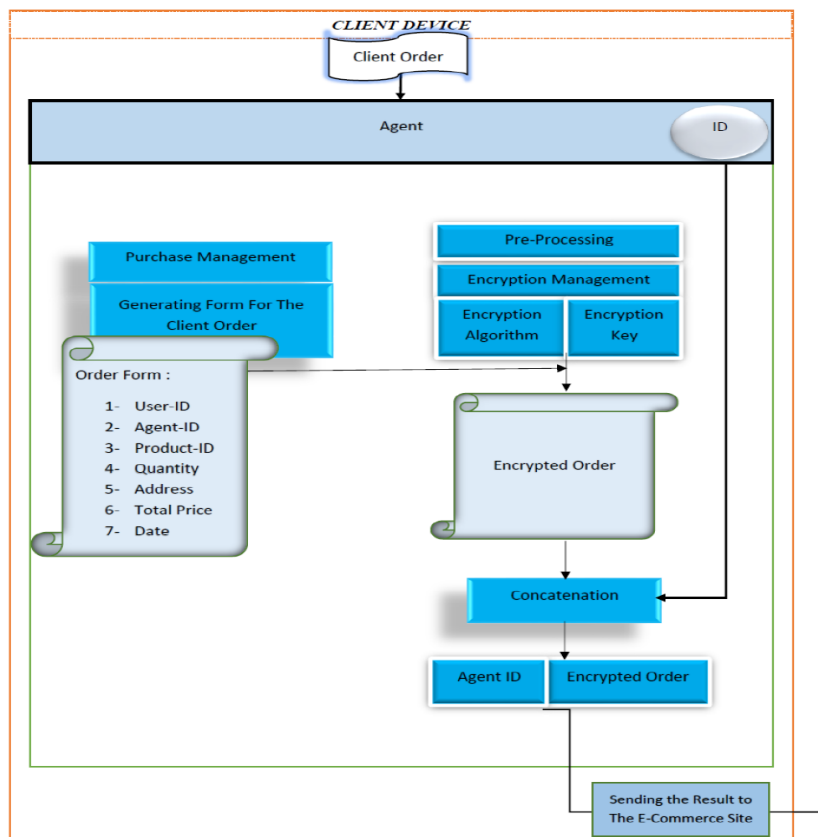 CLIENT DEVICE
Client Order
Agent
ID
Purchase Management
Generating Form For The
Client Order
Order Form :
1- User-ID
2- Agent-ID
3- Product-ID
4- Quantity
5- Address
6- Total Price
7- Date
Pre-Processing
Encryption Management
Encryption
Algorithm
Encryption
Key
Encrypted Order
Concatenation
Agent ID
Encrypted Order
Sending the Result to
The E-Commerce Site